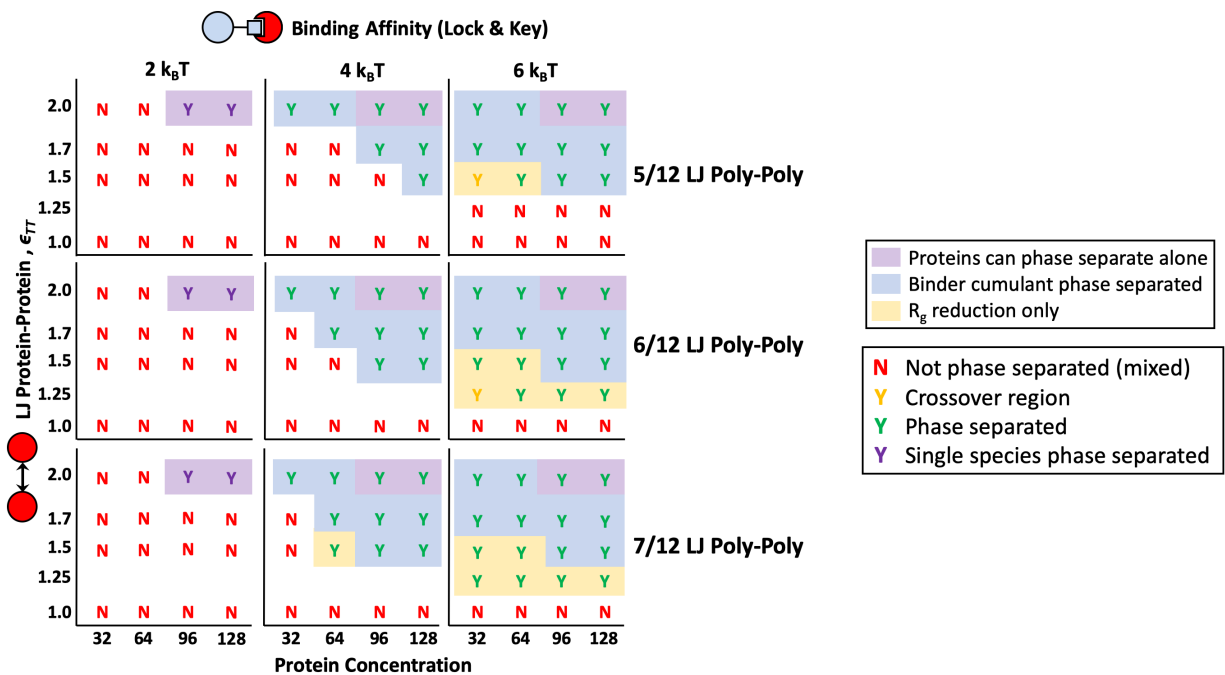 Binding Affinity (Lock & Key)
2 kBT 4 kBT 6 kBT
LJ Protein-Protein , ϵTT
2.0 N N Y Y Y Y Y Y Y Y Y Y
1.7 N N N N N N Y Y Y Y Y Y
1.5 N N N N N N N Y Y Y Y Y
5/12 LJ Poly-Poly
1.25 N N N N
1.0 N N N N N N N N N N N N
2.0 N N Y Y Y Y Y Y Y Y Y Y
1.7 N N N N N Y Y Y Y Y Y Y
6/12 LJ Poly-Poly
1.5 N N N N N N Y Y Y Y Y Y
1.25 Y Y Y Y
1.0 N N N N N N N N N N N N
2.0 N N Y Y Y Y Y Y Y Y Y Y
1.7 N N N N N Y Y Y Y Y Y Y
7/12 LJ Poly-Poly
1.5 N N N N N Y Y Y Y Y Y Y
1.25 Y Y Y Y
1.0 N N N N N N N N N N N N
32 64 96 128 32 64 96 128 32 64 96 128
Protein Concentration
Proteins can phase separate alone
Binder cumulant phase separated
Rg reduction only
N Not phase separated (mixed)
Y Crossover region
Y Phase separated
Y Single species phase separated